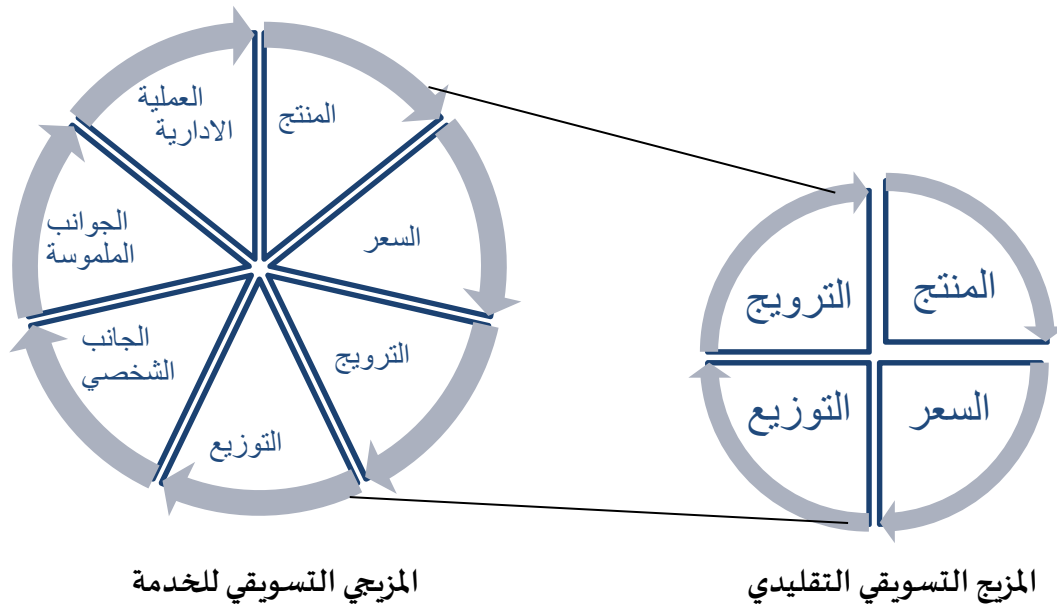 المنتج
السعر
التوزيع
الترويج
المزيج التسويقي التقليدي
المنتج
السعر
الترويج
التوزيع
الجانب
الشخصي
الجوانب
الملموسة
العملية
الادارية
المزيجي التسويقي للخدمة